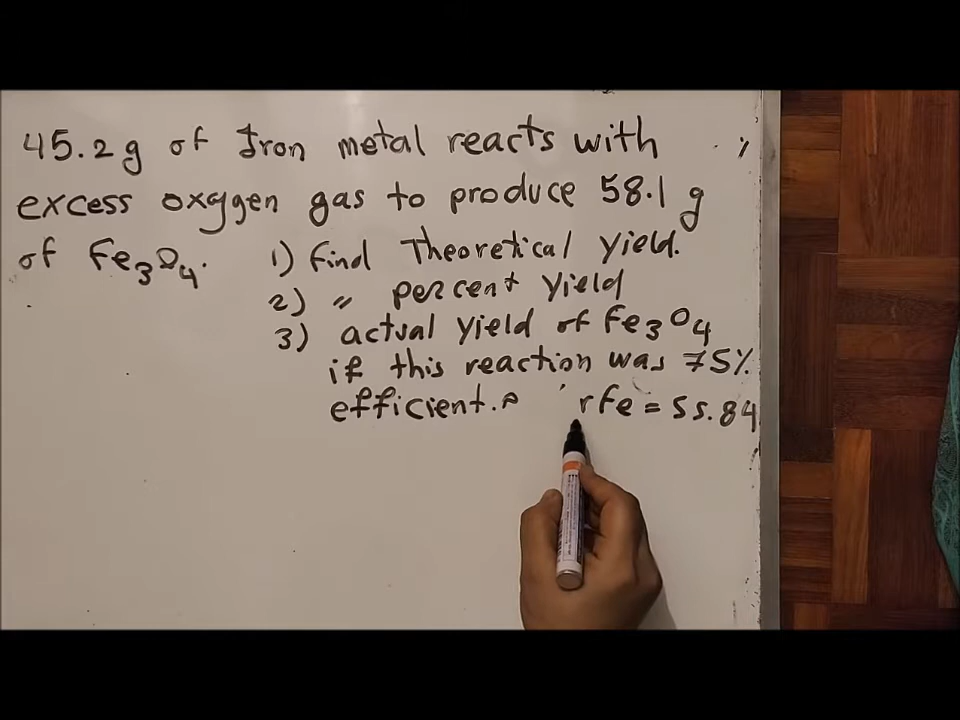 45.2g of Iron metal reacts with
excess oxygen gas to produce 58.1 g
of Fe3O4.
1) Find Theoretical yield.
2) " percent yield
3) actual yield of Fe3O4
if this reaction was 75%
efficient.
rfe = 55.84